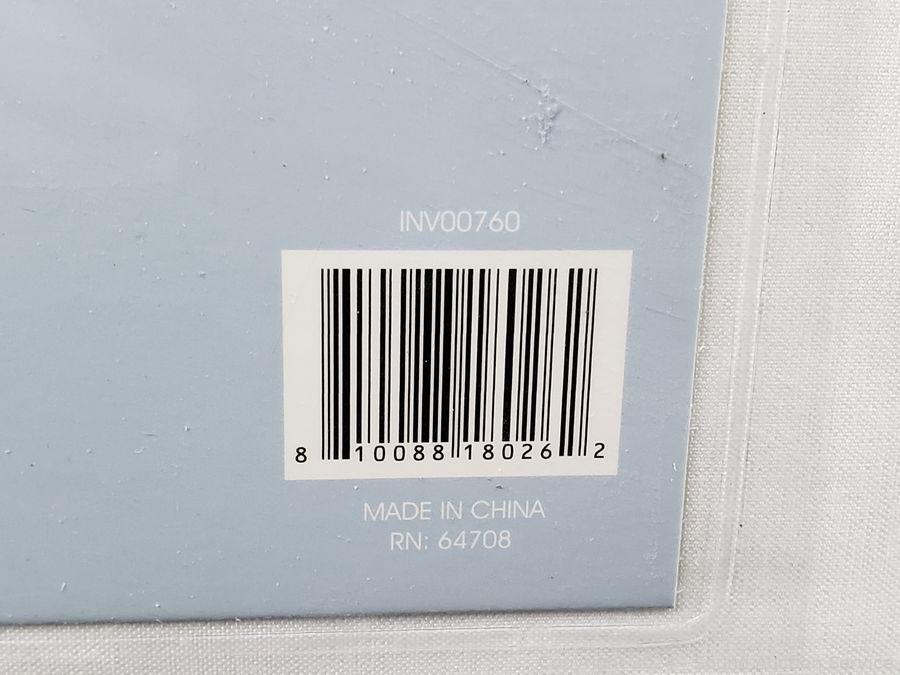 INV00760
8 10088 18026 2
MADE IN CHINA
RN: 64708